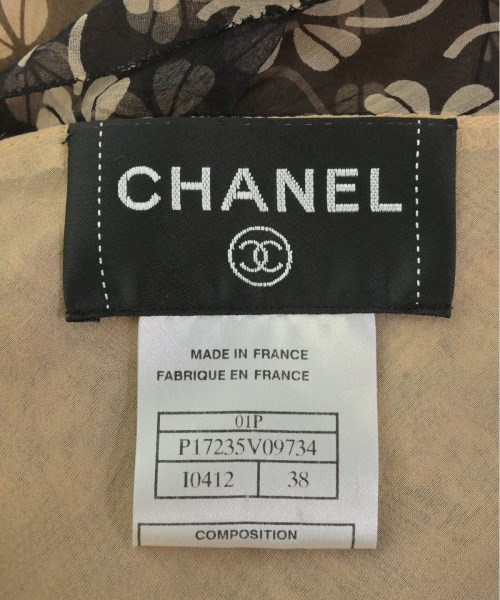 CHANEL
MADE IN FRANCE
FABRIQUE EN FRANCE
01P
P17235V09734
I0412 38
COMPOSITION